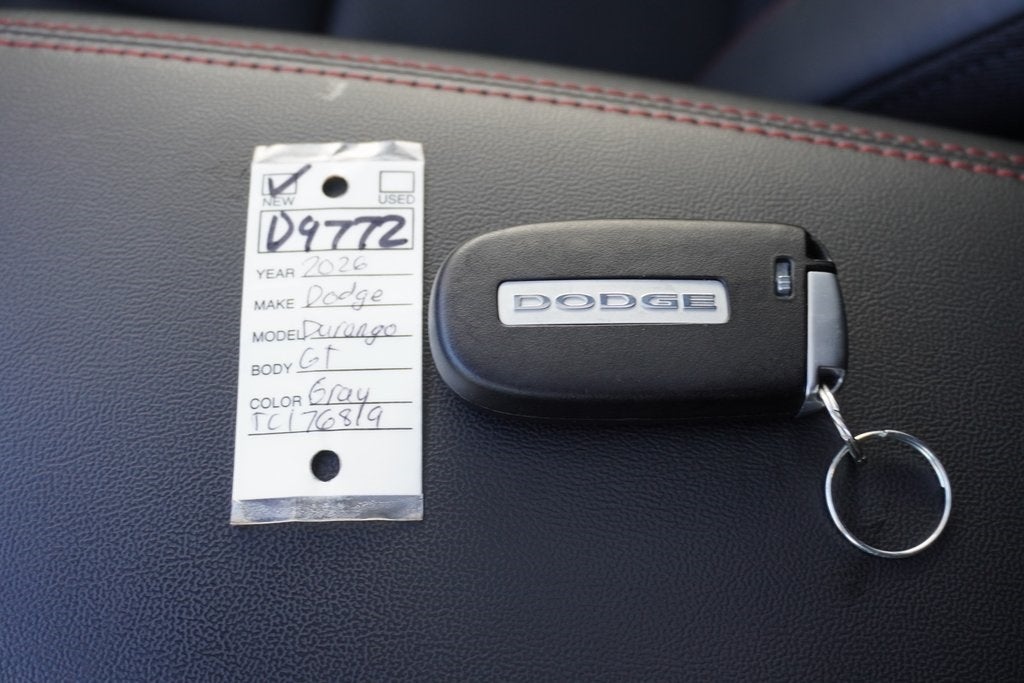 NEW USED
D9772
YEAR 2026
MAKE Dodge
MODEL Durango
BODY GT
COLOR Gray
TC176819
DODGE